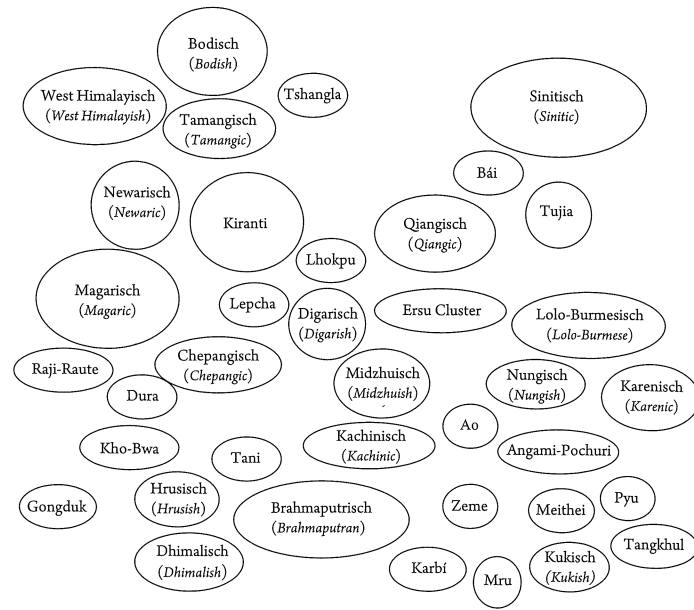 Bodisch
(Bodish)
West Himalayisch
(West Himalayish)
Tshangla
Tamangisch
(Tamangic)
Sinitisch
(Sinitic)
Bái
Newarisch
(Newaric)
Kiranti
Qiangisch
(Qiangic)
Tujia
Lhokpu
Magarisch
(Magaric)
Lepcha
Digarisch
(Digarish)
Ersu Cluster
Lolo-Burmesisch
(Lolo-Burmese)
Raji-Raute
Chepangisch
(Chepangic)
Dura
Midzhuisch
(Midzhuish)
Nungisch
(Nungish)
Karenisch
(Karenic)
Kho-Bwa
Tani
Kachinisch
(Kachinic)
Ao
Angami-Pochuri
Gongduk
Hrusisch
(Hrusish)
Brahmaputrisch
(Brahmaputran)
Zeme
Meithei
Pyu
Dhimalisch
(Dhimalish)
Karbí
Mru
Kukisch
(Kukish)
Tangkhul